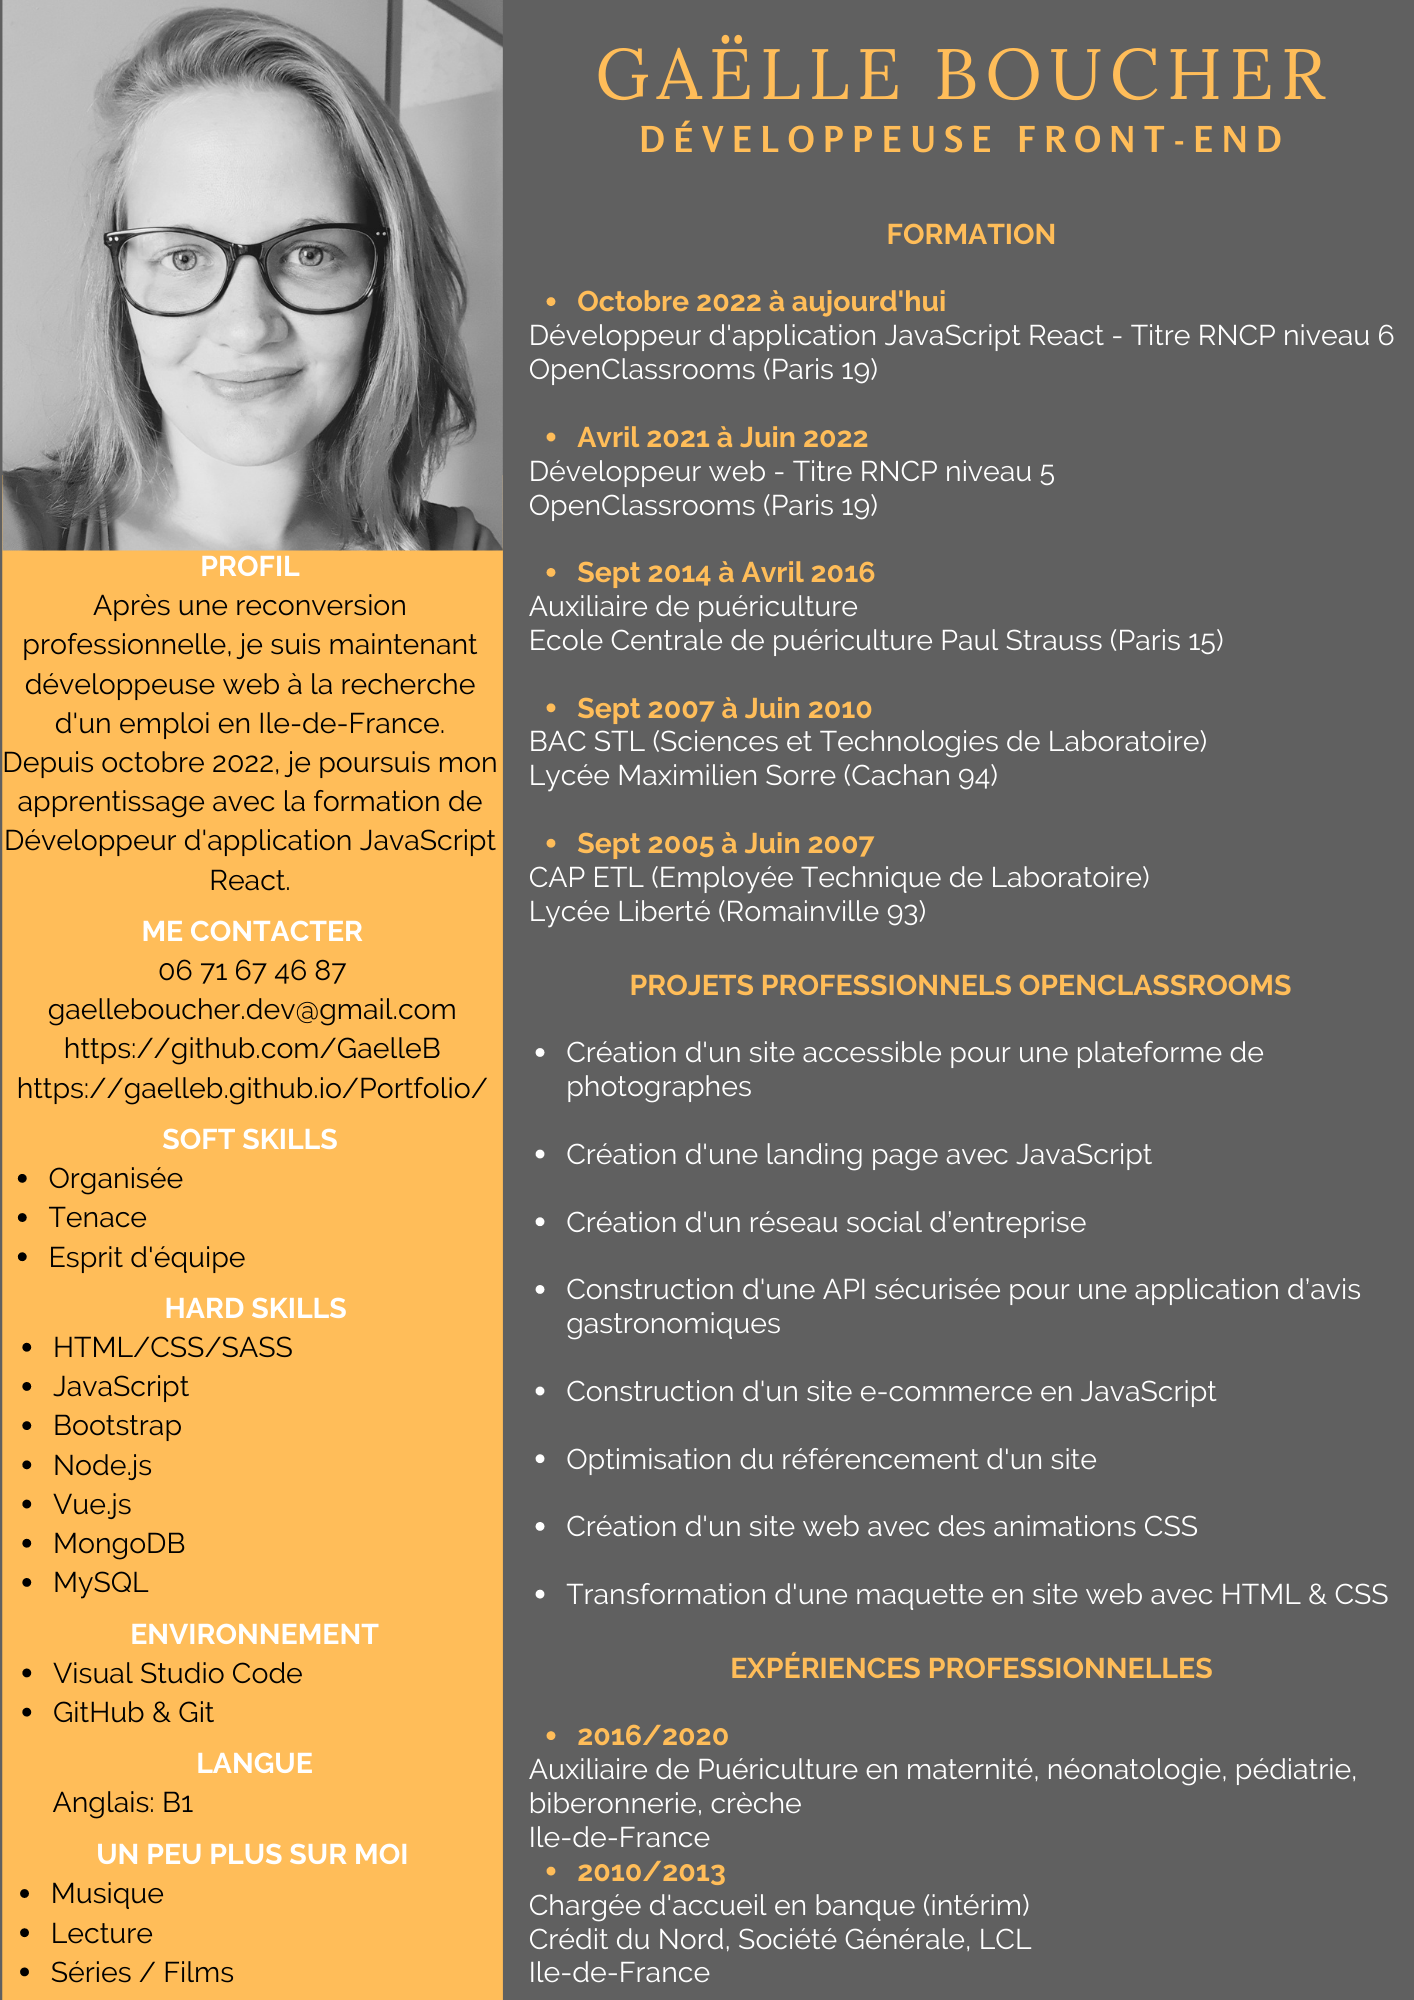 GAËLLE BOUCHER
DÉVELOPPEUSE FRONT-END
PROFIL
Après une reconversion
professionnelle, je suis maintenant
développeuse web à la recherche
d'un emploi en Ile-de-France.
Depuis octobre 2022, je poursuis mon
apprentissage avec la formation de
Développeur d'application JavaScript
React.
ME CONTACTER
06 71 67 46 87
gaelleboucher.dev@gmail.com
https://github.com/GaelleB
https://gaelleb.github.io/Portfolio/
SOFT SKILLS
• Organisée
• Tenace
• Esprit d'équipe
HARD SKILLS
• HTML/CSS/SASS
• JavaScript
• Bootstrap
• Node.js
• Vue.js
• MongoDB
• MySQL
ENVIRONNEMENT
• Visual Studio Code
• GitHub & Git
LANGUE
Anglais: B1
UN PEU PLUS SUR MOI
• Musique
• Lecture
• Séries / Films
FORMATION
• Octobre 2022 à aujourd'hui
Développeur d'application JavaScript React - Titre RNCP niveau 6
OpenClassrooms (Paris 19)
• Avril 2021 à Juin 2022
Développeur web - Titre RNCP niveau 5
OpenClassrooms (Paris 19)
• Sept 2014 à Avril 2016
Auxiliaire de puériculture
Ecole Centrale de puériculture Paul Strauss (Paris 15)
• Sept 2007 à Juin 2010
BAC STL (Sciences et Technologies de Laboratoire)
Lycée Maximilien Sorre (Cachan 94)
• Sept 2005 à Juin 2007
CAP ETL (Employée Technique de Laboratoire)
Lycée Liberté (Romainville 93)
PROJETS PROFESSIONNELS OPENCLASSROOMS
• Création d'un site accessible pour une plateforme de
photographes
• Création d'une landing page avec JavaScript
• Création d'un réseau social d’entreprise
• Construction d'une API sécurisée pour une application d’avis
gastronomiques
• Construction d'un site e-commerce en JavaScript
• Optimisation du référencement d'un site
• Création d'un site web avec des animations CSS
• Transformation d'une maquette en site web avec HTML & CSS
EXPÉRIENCES PROFESSIONNELLES
• 2016/2020
Auxiliaire de Puériculture en maternité, néonatologie, pédiatrie,
biberonnerie, crèche
Ile-de-France
• 2010/2013
Chargée d'accueil en banque (intérim)
Crédit du Nord, Société Générale, LCL
Ile-de-France